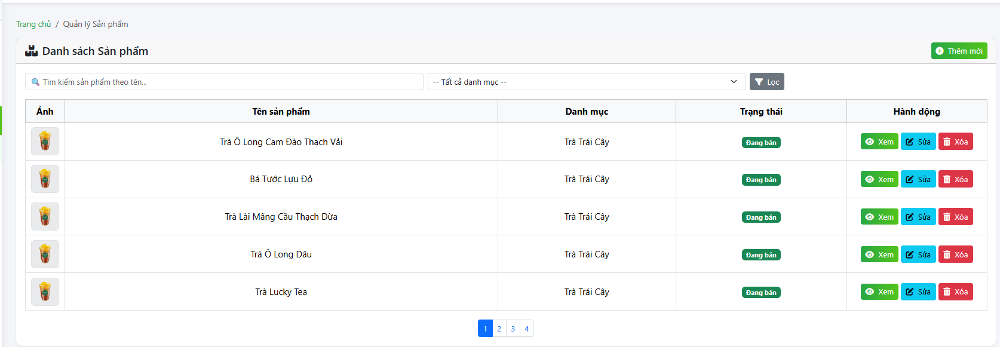 Trang chủ / Quản lý Sản phẩm
Danh sách Sản phẩm
Thêm mới
Tìm kiếm sản phẩm theo tên...
-- Tất cả danh mục --
Lọc
Ảnh Tên sản phẩm Danh mục Trạng thái Hành động
Trà Ô Long Cam Đào Thạch Vải Trà Trái Cây Đang bán Xem Sửa Xóa
Bá Tước Lựu Đỏ Trà Trái Cây Đang bán Xem Sửa Xóa
Trà Lài Mãng Cầu Thạch Dừa Trà Trái Cây Đang bán Xem Sửa Xóa
Trà Ô Long Dâu Trà Trái Cây Đang bán Xem Sửa Xóa
Trà Lucky Tea Trà Trái Cây Đang bán Xem Sửa Xóa
1 2 3 4